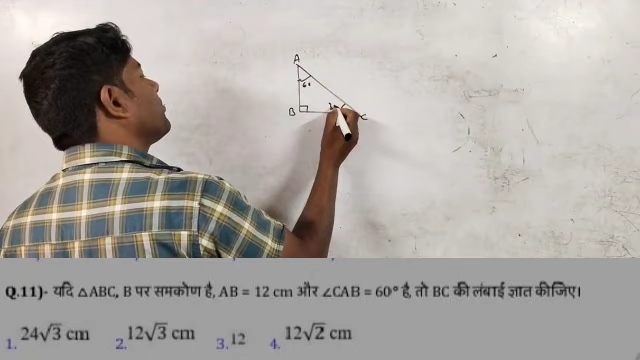 A
60
B
30
C
Q.11)- यदि △ABC, B पर समकोण है, AB = 12 cm और ∠CAB = 60° है, तो BC की लंबाई ज्ञात कीजिए।
1. 24√3 cm 2. 12√3 cm 3. 12 4. 12√2 cm